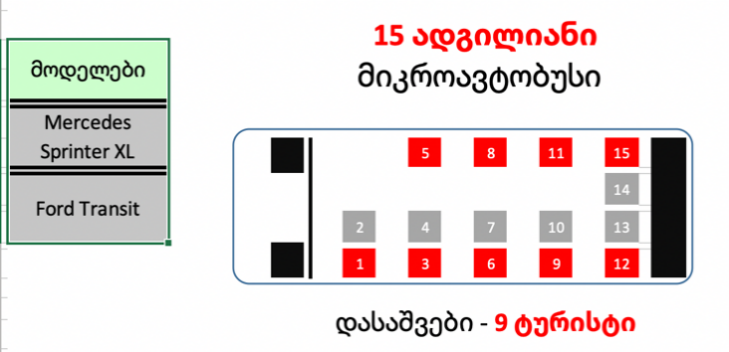 15 ადგილიანი
მიკროავტობუსი
მოდელები
Mercedes
Sprinter XL
Ford Transit
5 8 11 15
14
2 4 7 10 13
1 3 6 9 12
დასაშვები - 9 ტურისტი